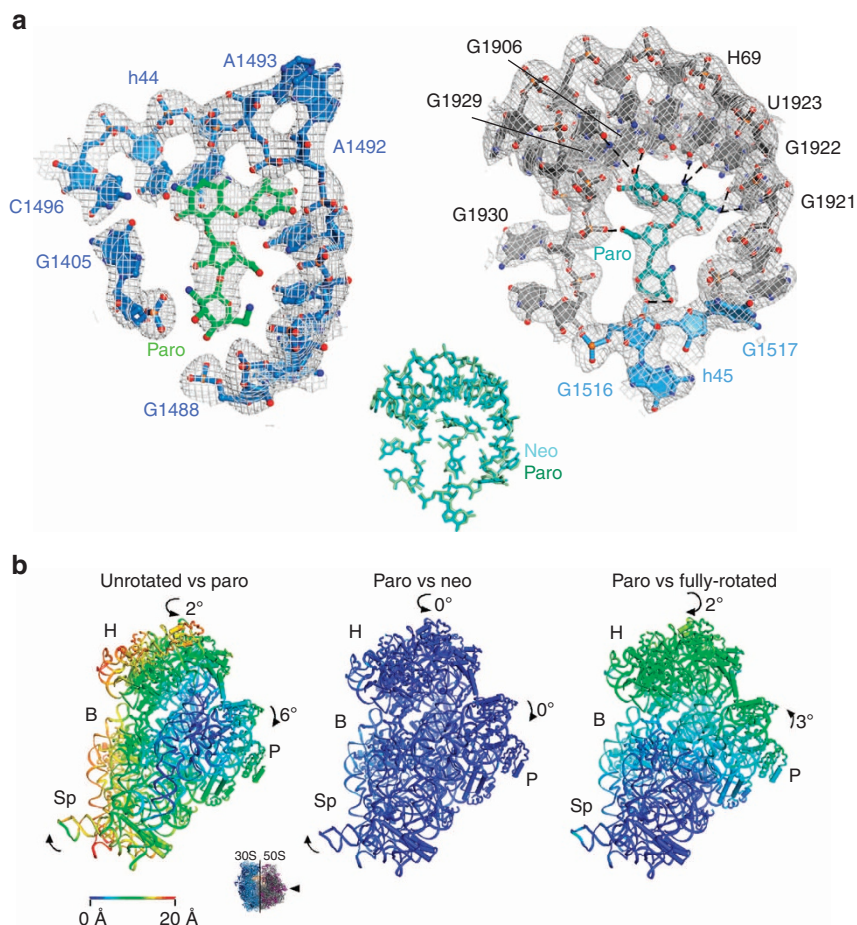 a
h44
A1493
A1492
C1496
G1405
Paro
G1488
G1906
G1929
H69
U1923
G1922
G1921
G1930
Paro
G1517
G1516
h45
Neo
Paro
b
Unrotated vs paro
Paro vs neo
Paro vs fully-rotated
2°
0°
2°
H
H
H
B
6°
B
0°
B
3°
P
P
P
Sp
Sp
Sp
30S 50S
0 Å 20 Å